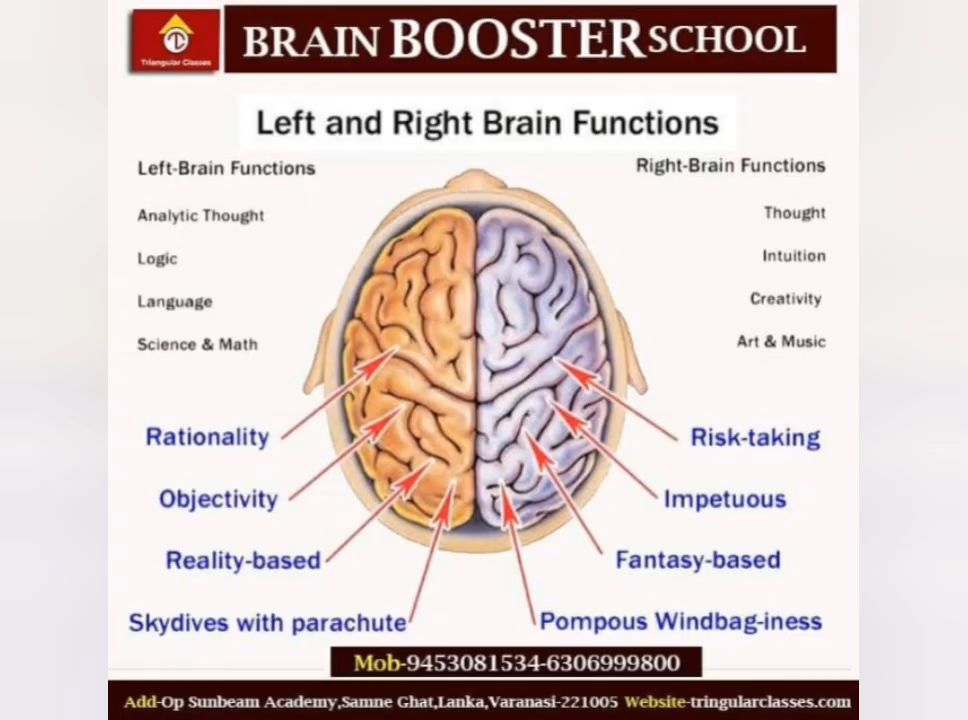 Triangular Classes
BRAIN BOOSTER SCHOOL
Left and Right Brain Functions
Left-Brain Functions
Analytic Thought
Logic
Language
Science & Math
Right-Brain Functions
Thought
Intuition
Creativity
Art & Music
Rationality
Objectivity
Reality-based
Skydives with parachute
Risk-taking
Impetuous
Fantasy-based
Pompous Windbag-iness
Mob-9453081534-6306999800
Add-Op Sunbeam Academy,Samne Ghat,Lanka,Varanasi-221005 Website-tringularclasses.com